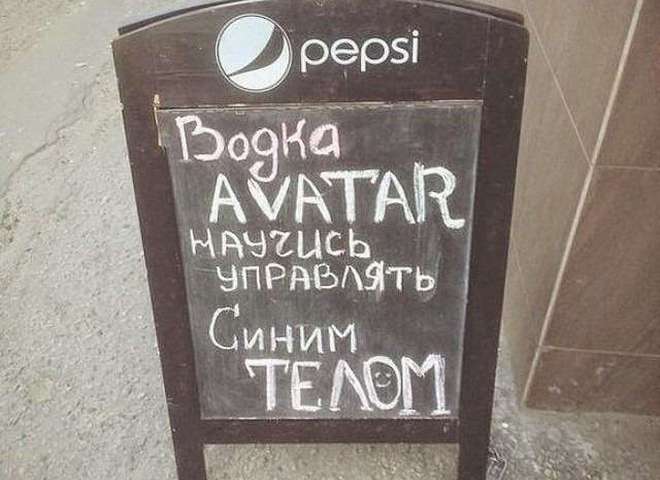 pepsi
Водка
AVATAR
научись
управлять
Синим
ТЕЛОМ